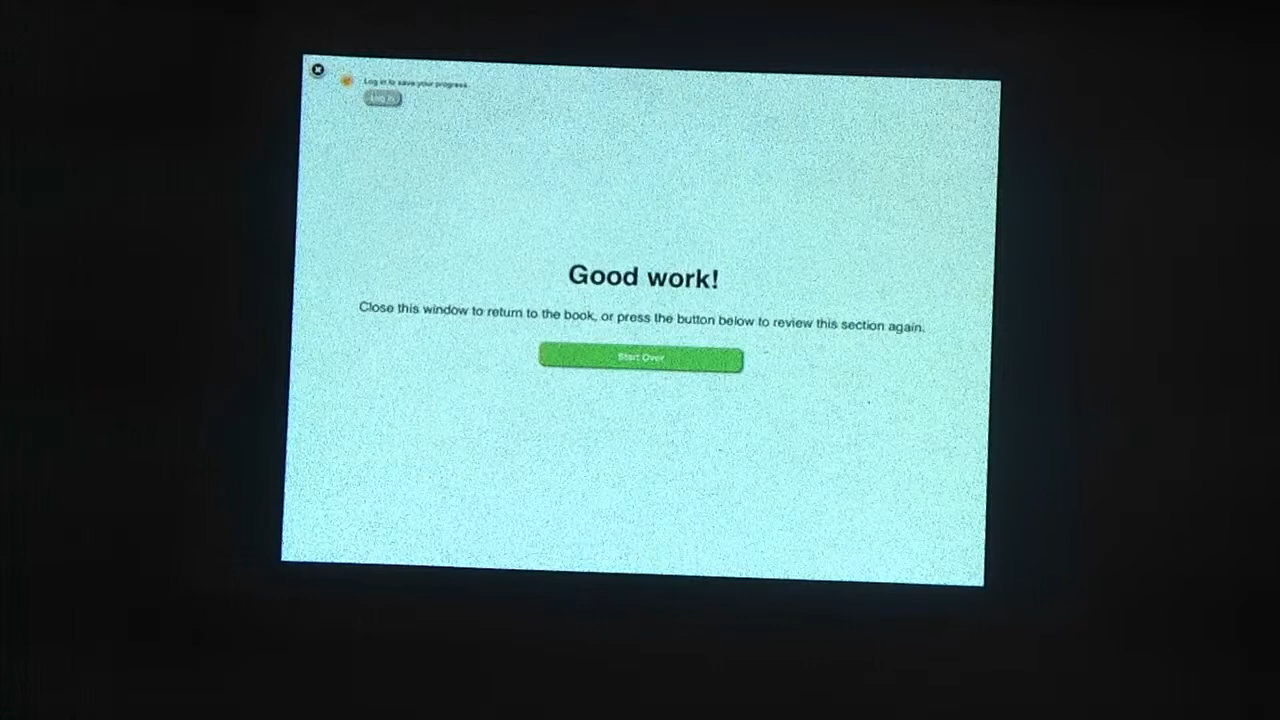 Log in to save your progress.
Log In
Good work!
Close this window to return to the book, or press the button below to review this section again.
Start Over